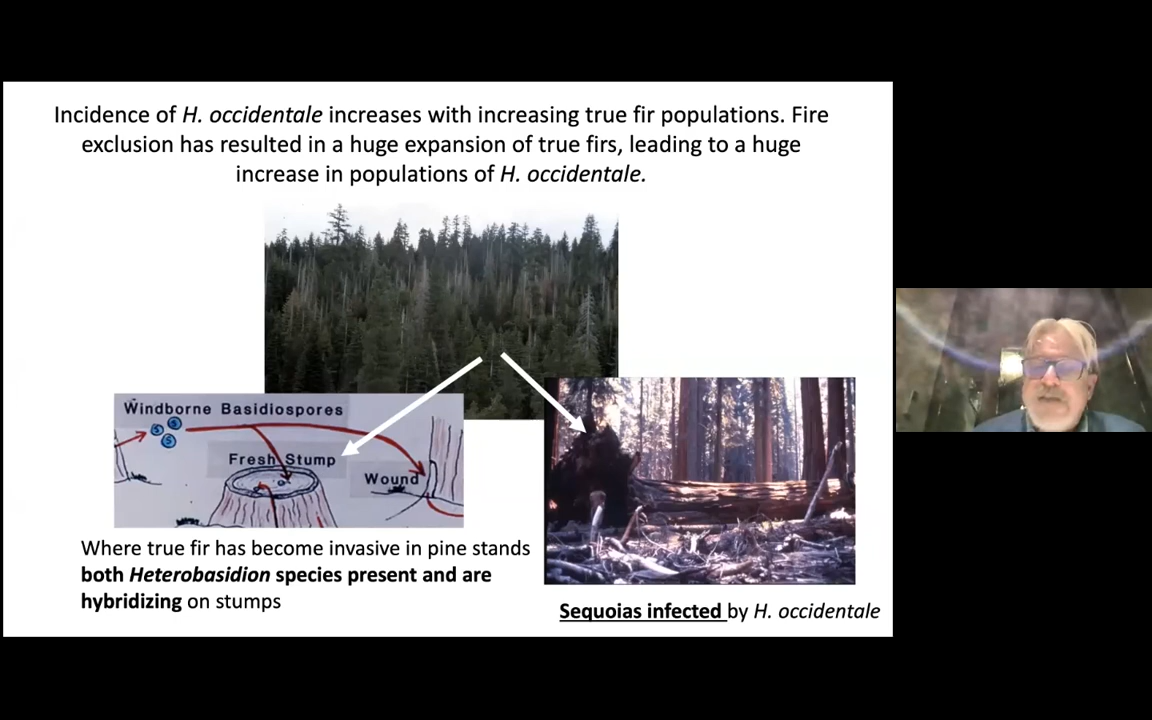 Incidence of H. occidentale increases with increasing true fir populations. Fire
exclusion has resulted in a huge expansion of true firs, leading to a huge
increase in populations of H. occidentale.
Windborne Basidiospores
S S
S
Fresh Stump
Wound
Where true fir has become invasive in pine stands
both Heterobasidion species present and are
hybridizing on stumps
Sequoias infected by H. occidentale